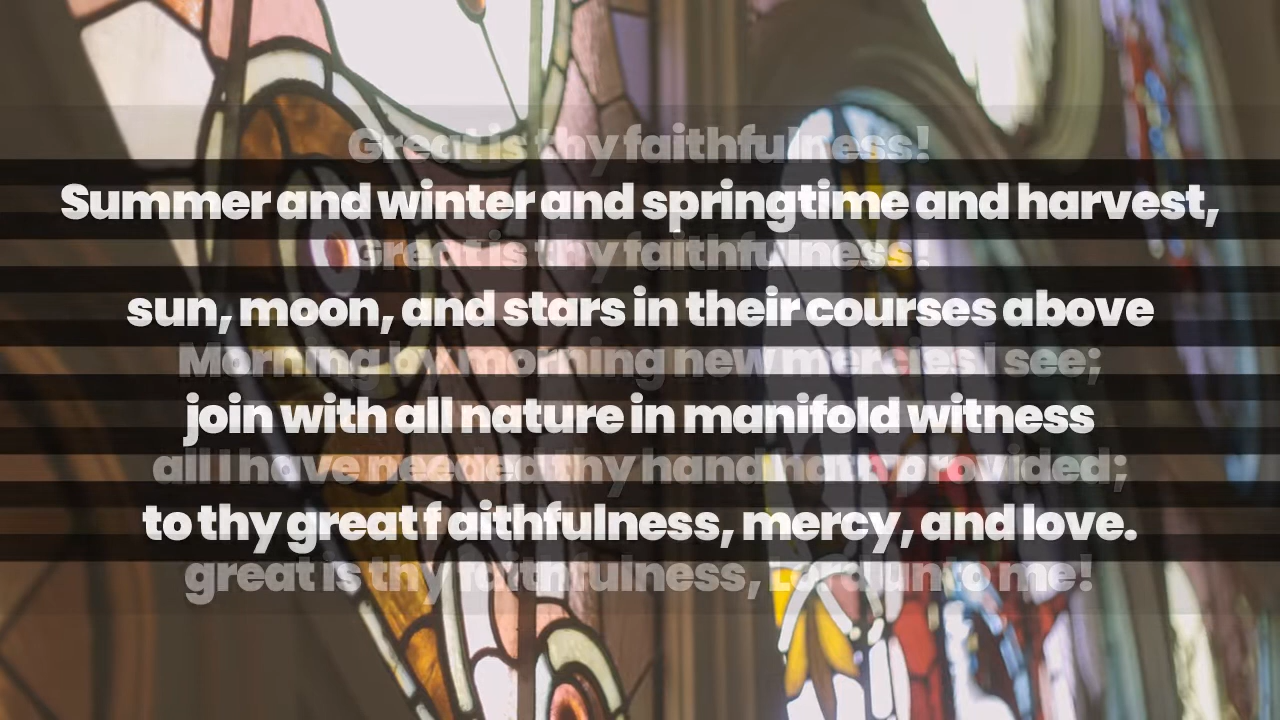 Great is thy faithfulness!
Summer and winter and springtime and harvest,
Great is thy faithfulness!
sun, moon, and stars in their courses above
Morning by morning new mercies I see;
join with all nature in manifold witness
all I have needed thy hand hath provided;
to thy great faithfulness, mercy, and love.
great is thy faithfulness, Lord, unto me!